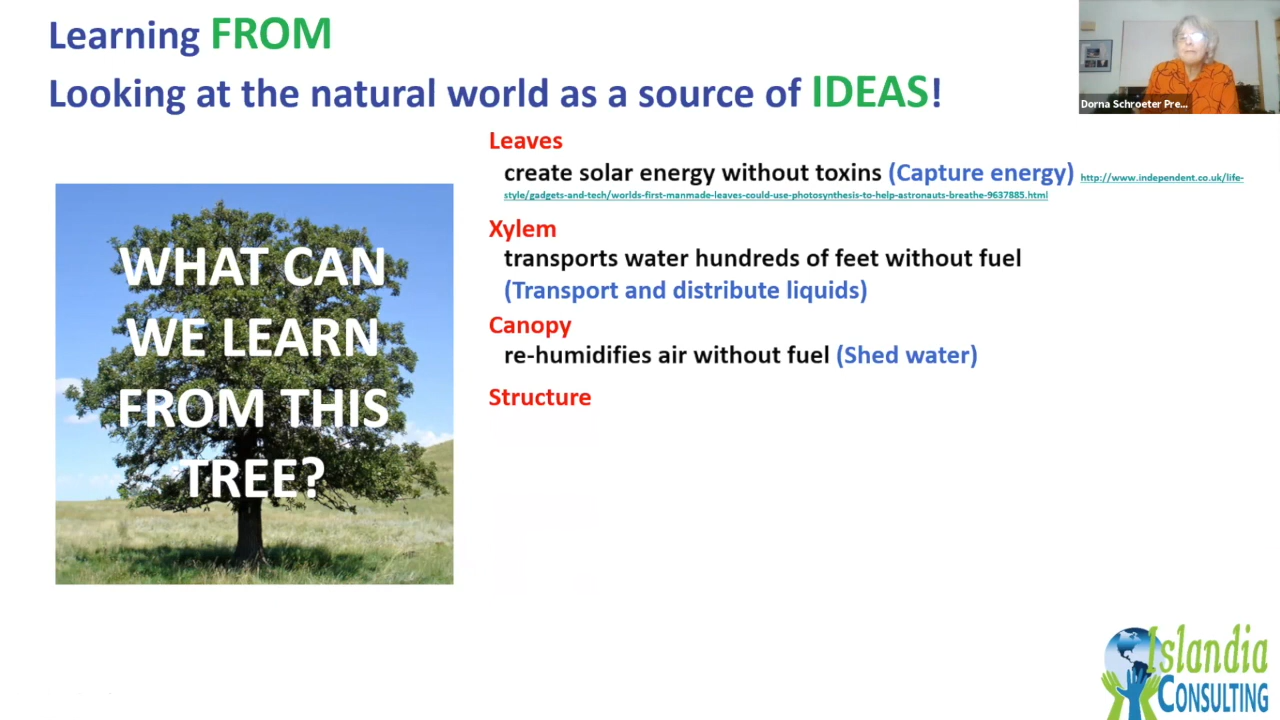 Learning FROM
Looking at the natural world as a source of IDEAS!
Dorna Schroeter Pre...
WHAT CAN
WE LEARN
FROM THIS
TREE?
Leaves
create solar energy without toxins (Capture energy) http://www.independent.co.uk/life-
style/gadgets-and-tech/worlds-first-manmade-leaves-could-use-photosynthesis-to-help-astronauts-breathe-9637885.html
Xylem
transports water hundreds of feet without fuel
(Transport and distribute liquids)
Canopy
re-humidifies air without fuel (Shed water)
Structure
Islandia
CONSULTING